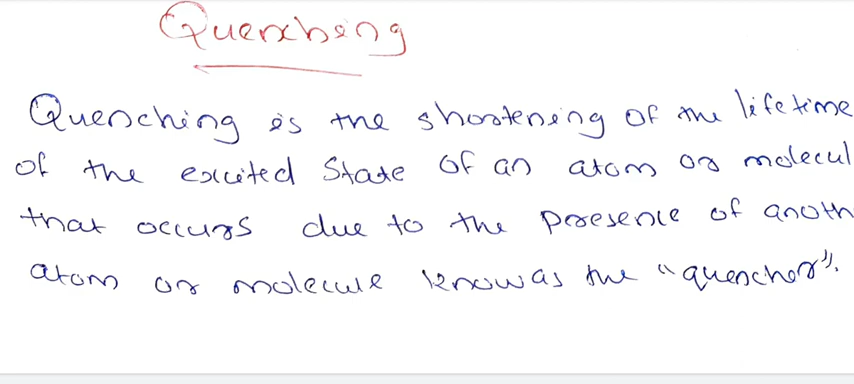 Quenching
Quenching is the shortening of the lifetime
of the excited State of an atom or molecul
that occurs due to the presence of anoth
atom or molecule know as the "quencher".